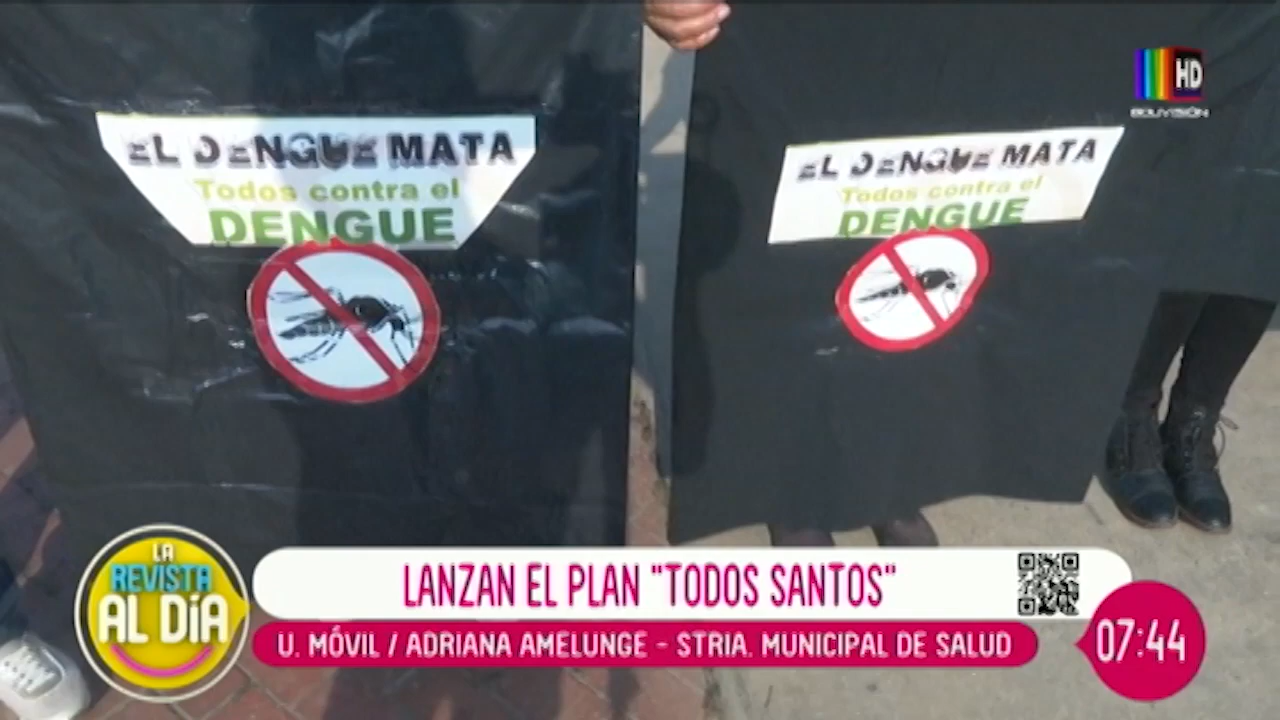 HD
BOLIVISIÓN
EL DENGUE MATA
Todos contra el
DENGUE
EL DENGUE MATA
Todos contra el
DENGUE
LA
REVISTA
AL DÍA
LANZAN EL PLAN "TODOS SANTOS"
U. MÓVIL / ADRIANA AMELUNGE - STRIA. MUNICIPAL DE SALUD
07:44